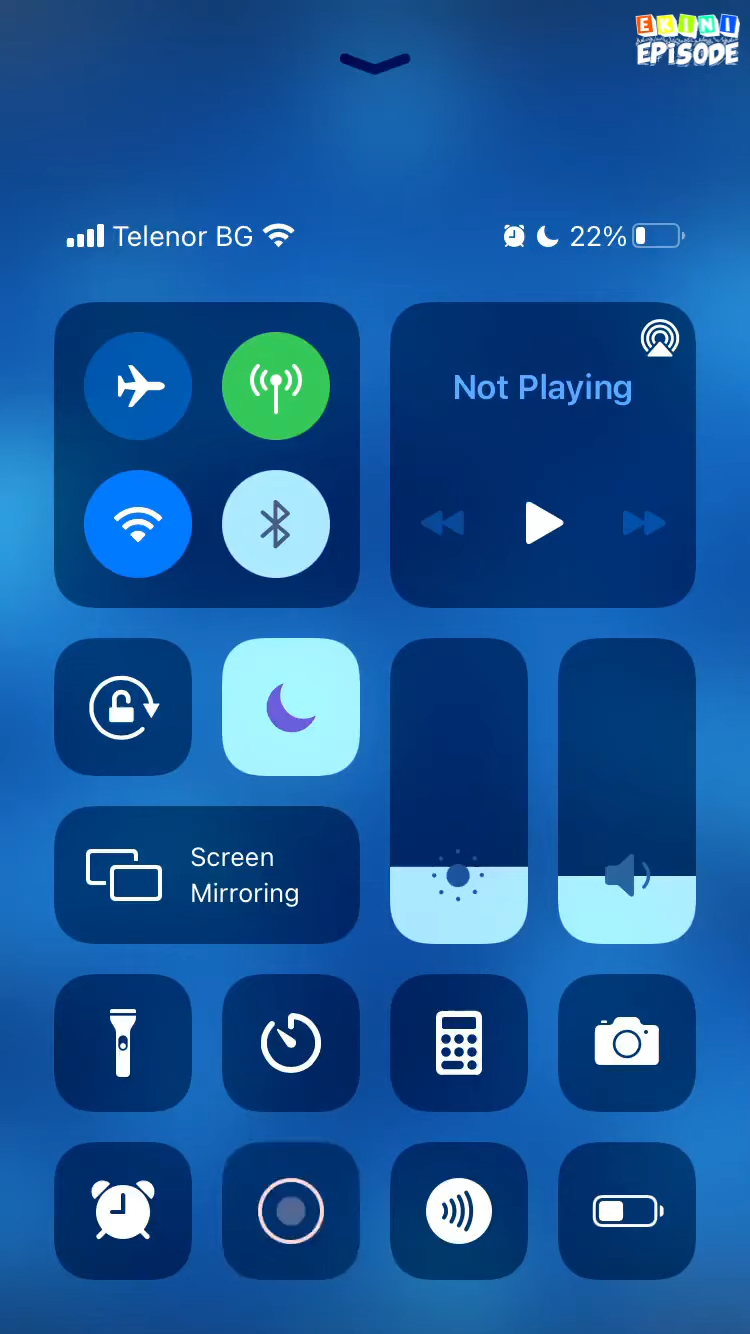 EKINI
EPiSODE
Telenor BG
22%
Not Playing
Screen
Mirroring